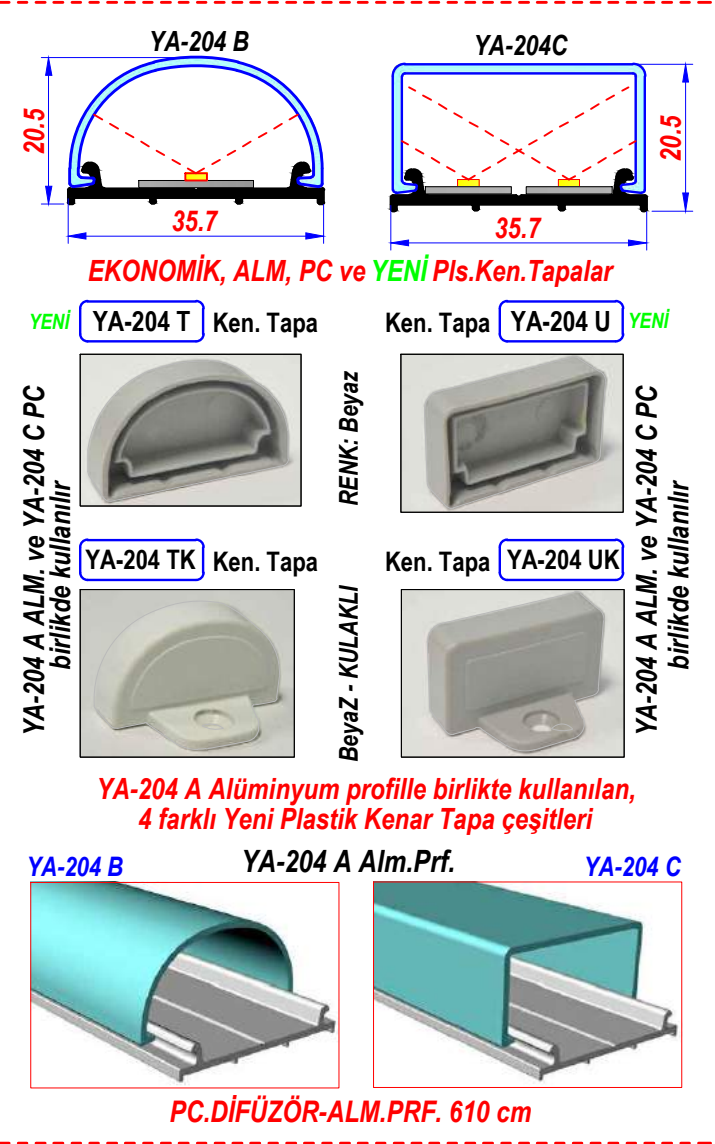 YA-204 B
YA-204C
20.5
20.5
35.7
35.7
EKONOMİK, ALM, PC ve YENİ Pls.Ken.Tapalar
YENİ YA-204 T Ken. Tapa
Ken. Tapa YA-204 U YENİ
YA-204 A ALM. ve YA-204 C PC
birlikde kullanılır
RENK: Beyaz
YA-204 A ALM. ve YA-204 C PC
birlikde kullanılır
YA-204 TK Ken. Tapa
Ken. Tapa YA-204 UK
BeyaZ - KULAKLI
YA-204 A Alüminyum profille birlikte kullanılan,
4 farklı Yeni Plastik Kenar Tapa çeşitleri
YA-204 B
YA-204 A Alm.Prf.
YA-204 C
PC.DİFÜZÖR-ALM.PRF. 610 cm